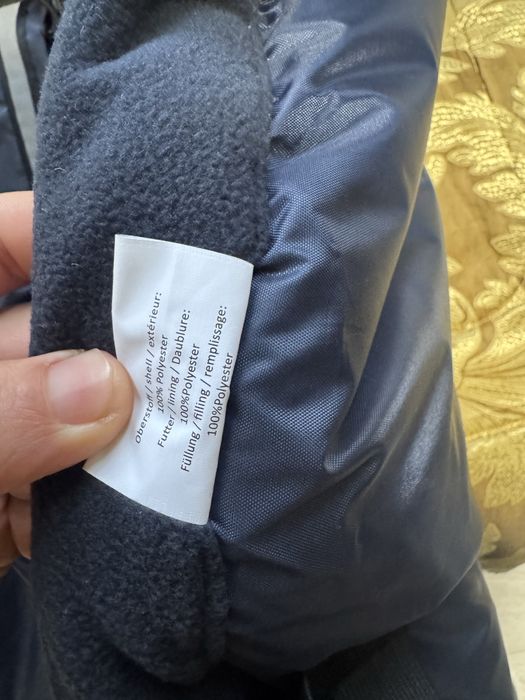 Oberstoff / shell / extérieur:
100% Polyester
Futter / lining / Daublure:
100%Polyester
Füllung / filling / remplissage:
100%Polyester